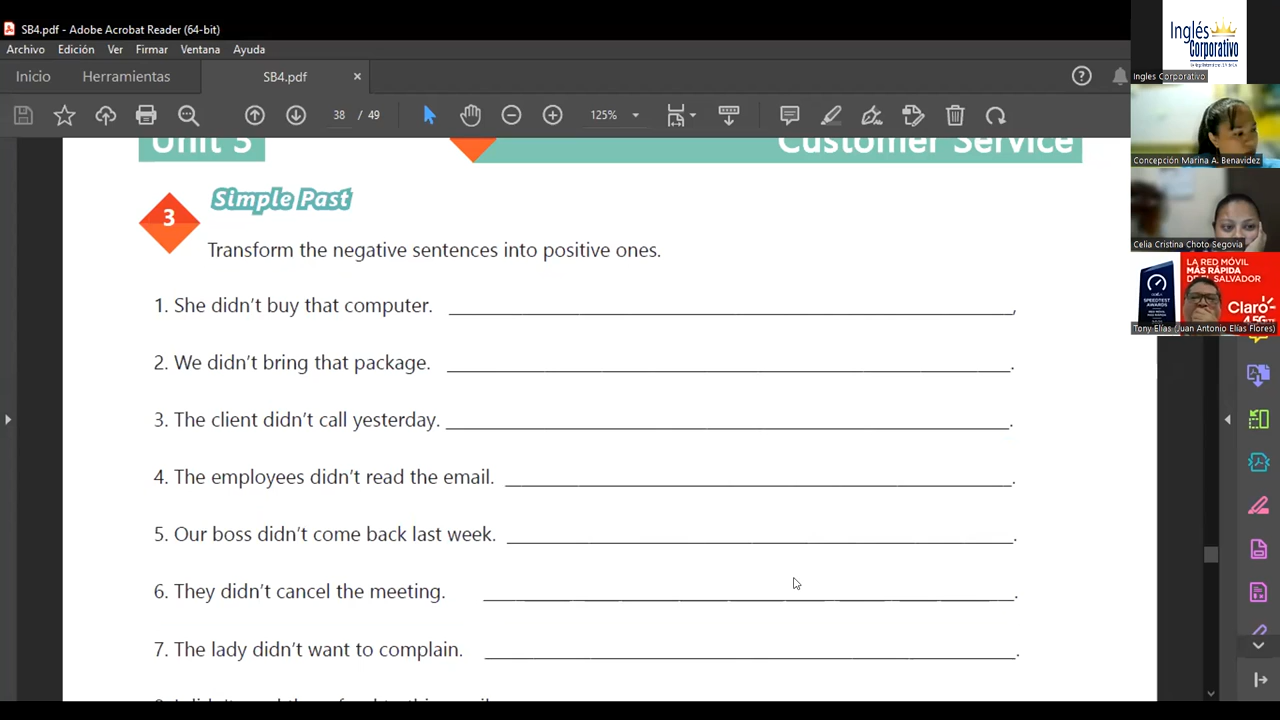 SB4.pdf - Adobe Acrobat Reader (64-bit)
Archivo Edición Ver Firmar Ventana Ayuda
Inicio Herramientas SB4.pdf ×
38 / 49 125%
Customer Service
3 Simple Past
Transform the negative sentences into positive ones.
1. She didn't buy that computer. ,
2. We didn't bring that package. .
3. The client didn't call yesterday. .
4. The employees didn't read the email. .
5. Our boss didn't come back last week. .
6. They didn't cancel the meeting. .
7. The lady didn't want to complain. .
Inglés
Corporativo
Ingles Corporativo
Concepción Marina A. Benavidez
Celia Cristina Choto Segovia
LA RED MÓVIL
MÁS RÁPIDA
DE EL SALVADOR
SPEEDTEST
AWARDS
Claro
4.5G
Tony Elías (Juan Antonio Elías Flores)